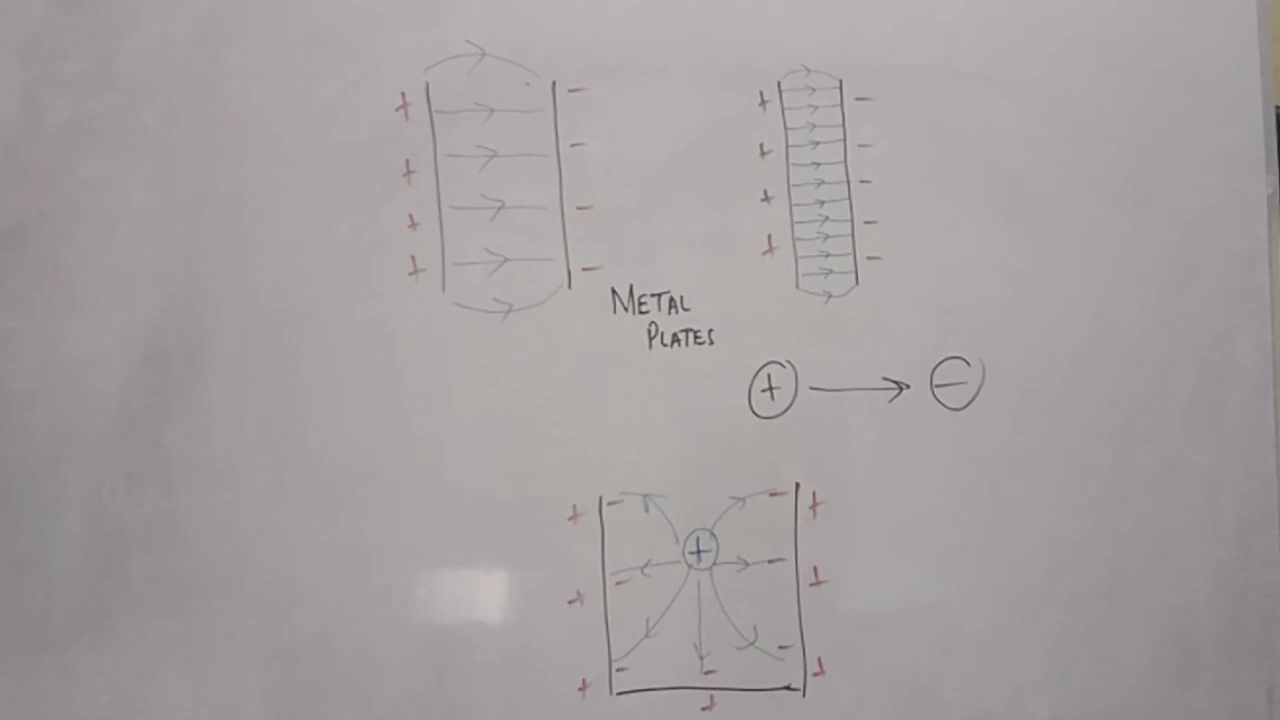 + -
+ -
+ -
+ -
+ -
+ -
+ -
+ -
-
METAL
PLATES
+ -
+
+ - - +
+ - - +
+ - - - +
+